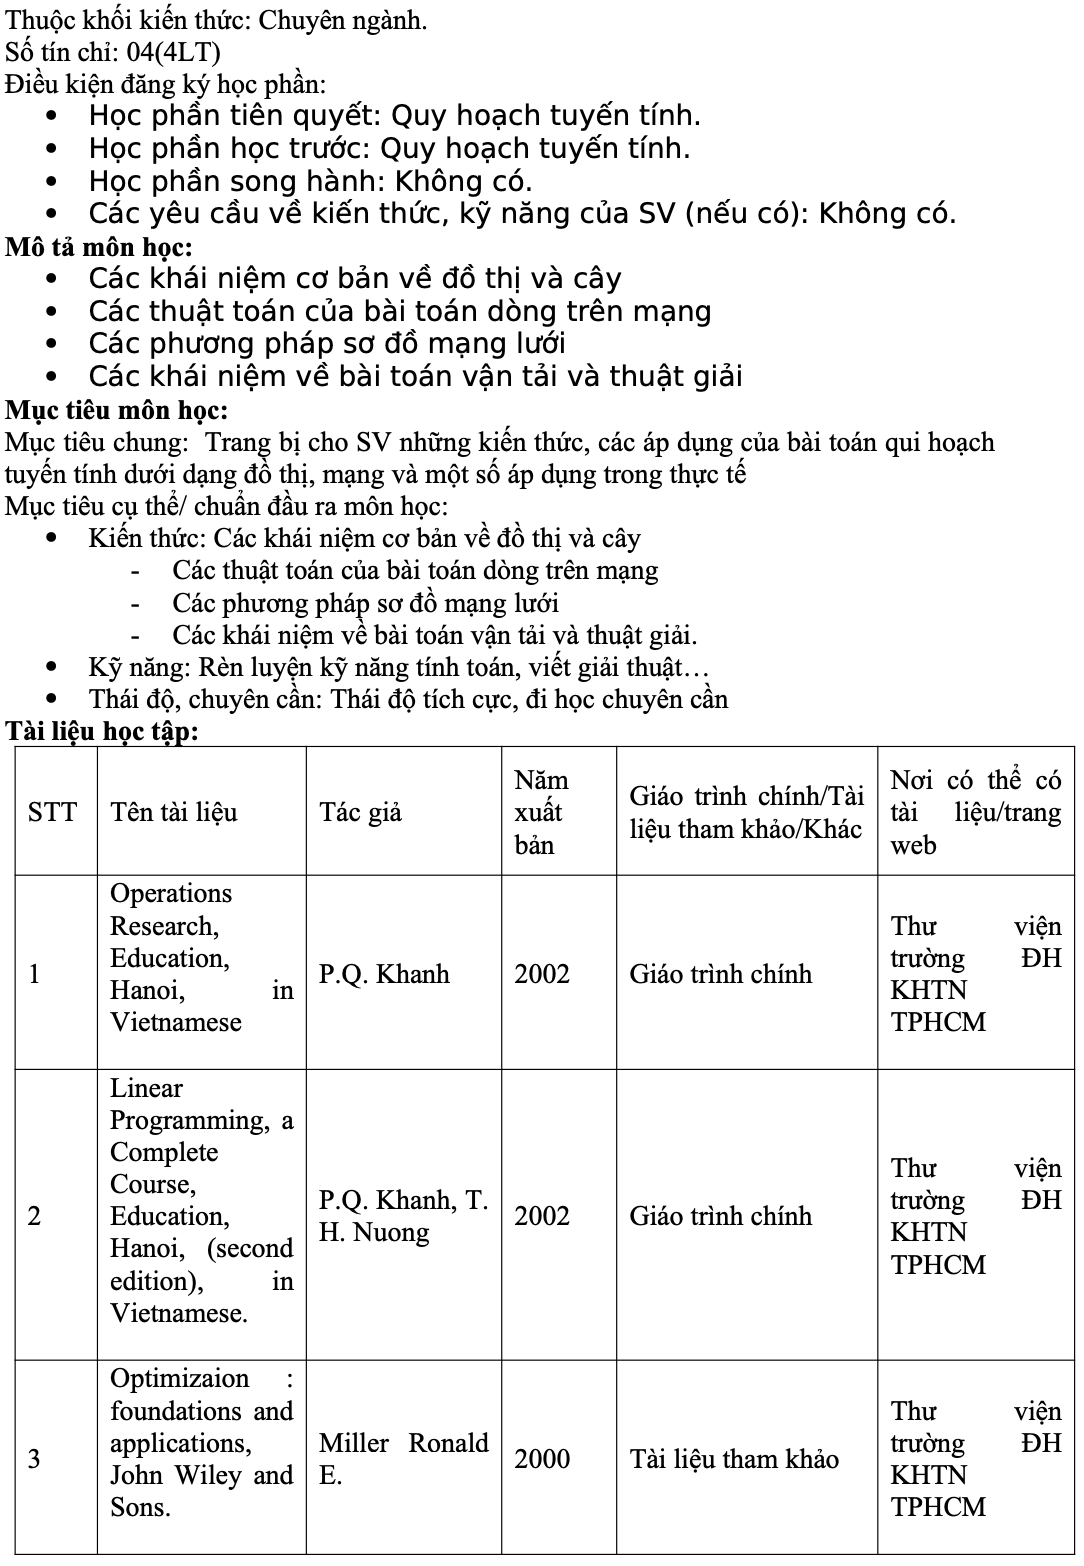 Thuộc khối kiến thức: Chuyên ngành.
Số tín chỉ: 04(4LT)
Điều kiện đăng ký học phần:
• Học phần tiên quyết: Quy hoạch tuyến tính.
• Học phần học trước: Quy hoạch tuyến tính.
• Học phần song hành: Không có.
• Các yêu cầu về kiến thức, kỹ năng của SV (nếu có): Không có.
Mô tả môn học:
• Các khái niệm cơ bản về đồ thị và cây
• Các thuật toán của bài toán dòng trên mạng
• Các phương pháp sơ đồ mạng lưới
• Các khái niệm về bài toán vận tải và thuật giải
Mục tiêu môn học:
Mục tiêu chung: Trang bị cho SV những kiến thức, các áp dụng của bài toán qui hoạch
tuyến tính dưới dạng đồ thị, mạng và một số áp dụng trong thực tế
Mục tiêu cụ thể/ chuẩn đầu ra môn học:
• Kiến thức: Các khái niệm cơ bản về đồ thị và cây
- Các thuật toán của bài toán dòng trên mạng
- Các phương pháp sơ đồ mạng lưới
- Các khái niệm về bài toán vận tải và thuật giải.
• Kỹ năng: Rèn luyện kỹ năng tính toán, viết giải thuật…
• Thái độ, chuyên cần: Thái độ tích cực, đi học chuyên cần
Tài liệu học tập:
STT
Tên tài liệu
Tác giả
Năm
xuất
bản
Giáo trình chính/Tài
liệu tham khảo/Khác
Nơi có thể có
tài liệu/trang
web
1
Operations
Research,
Education,
Hanoi, in
Vietnamese
P.Q. Khanh
2002
Giáo trình chính
Thư viện
trường ĐH
KHTN
TPHCM
2
Linear
Programming, a
Complete
Course,
Education,
Hanoi, (second
edition), in
Vietnamese.
P.Q. Khanh, T.
H. Nuong
2002
Giáo trình chính
Thư viện
trường ĐH
KHTN
TPHCM
3
Optimizaion :
foundations and
applications,
John Wiley and
Sons.
Miller Ronald
E.
2000
Tài liệu tham khảo
Thư viện
trường ĐH
KHTN
TPHCM